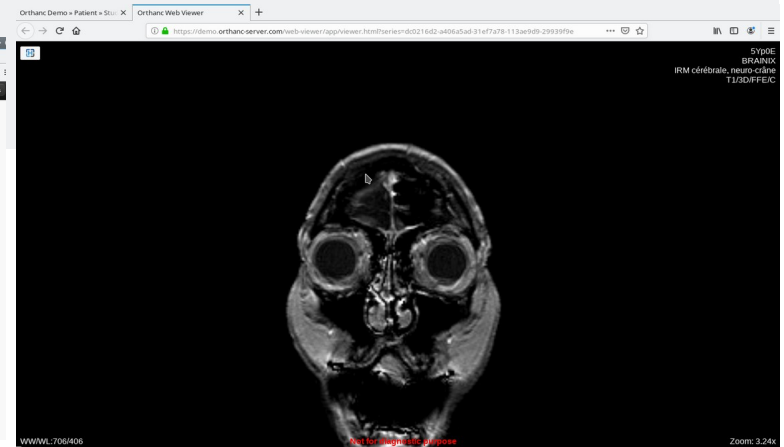 Orthanc Demo » Patient » Stu
Orthanc Web Viewer
https://demo.orthanc-server.com/web-viewer/app/viewer.html?series=dc0216d2-a406a5ad-31ef7a78-113ae9d9-29939f9e
5Yp0E
BRAINIX
IRM cérébrale, neuro-crâne
T1/3D/FFE/C
WW/WL:706/406
Not for diagnostic purpose
Zoom: 3.24x